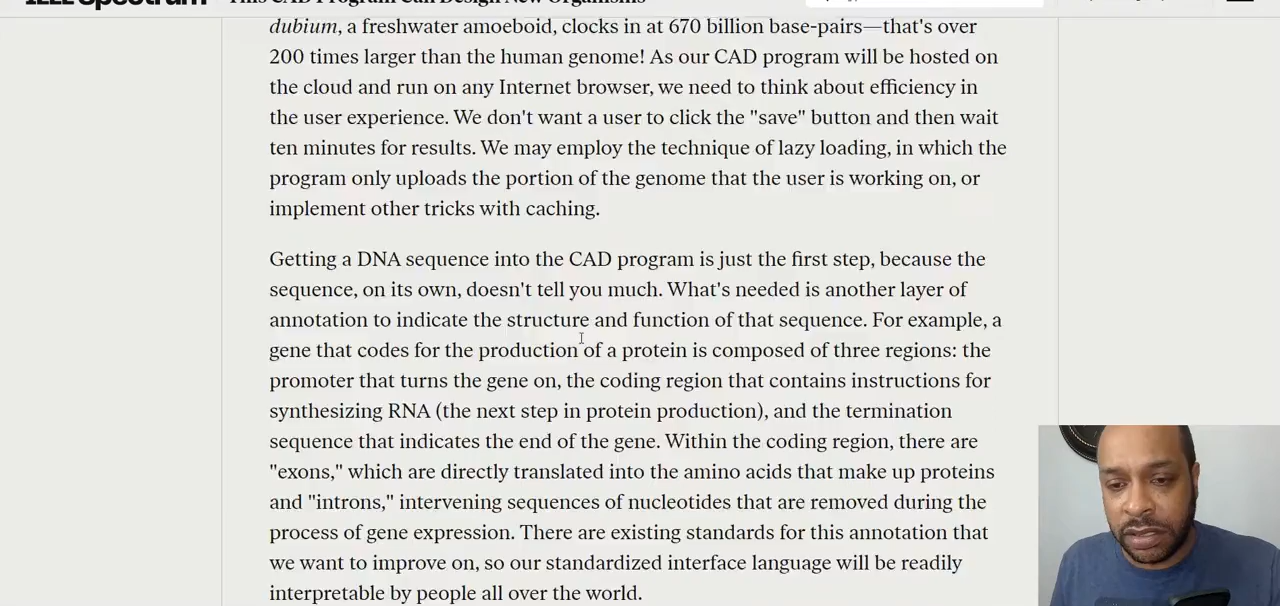 IEEE Spectrum This CAD Program Can Design New Organisms
dubium, a freshwater amoeboid, clocks in at 670 billion base-pairs—that's over
200 times larger than the human genome! As our CAD program will be hosted on
the cloud and run on any Internet browser, we need to think about efficiency in
the user experience. We don't want a user to click the "save" button and then wait
ten minutes for results. We may employ the technique of lazy loading, in which the
program only uploads the portion of the genome that the user is working on, or
implement other tricks with caching.
Getting a DNA sequence into the CAD program is just the first step, because the
sequence, on its own, doesn't tell you much. What's needed is another layer of
annotation to indicate the structure and function of that sequence. For example, a
gene that codes for the production of a protein is composed of three regions: the
promoter that turns the gene on, the coding region that contains instructions for
synthesizing RNA (the next step in protein production), and the termination
sequence that indicates the end of the gene. Within the coding region, there are
"exons," which are directly translated into the amino acids that make up proteins
and "introns," intervening sequences of nucleotides that are removed during the
process of gene expression. There are existing standards for this annotation that
we want to improve on, so our standardized interface language will be readily
interpretable by people all over the world.